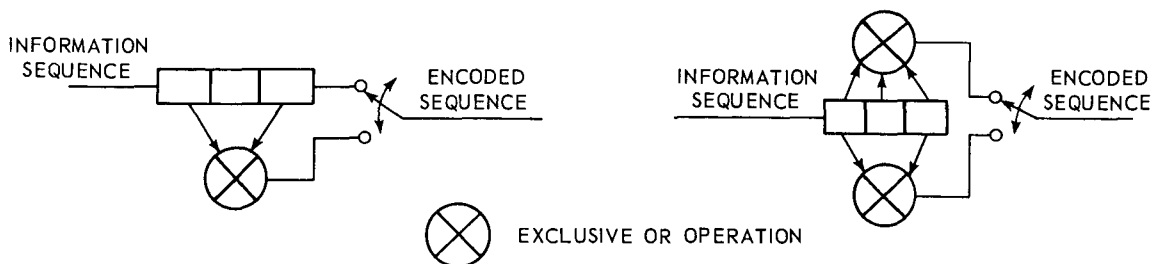 INFORMATION
SEQUENCE
ENCODED
SEQUENCE
INFORMATION
SEQUENCE
ENCODED
SEQUENCE
EXCLUSIVE OR OPERATION